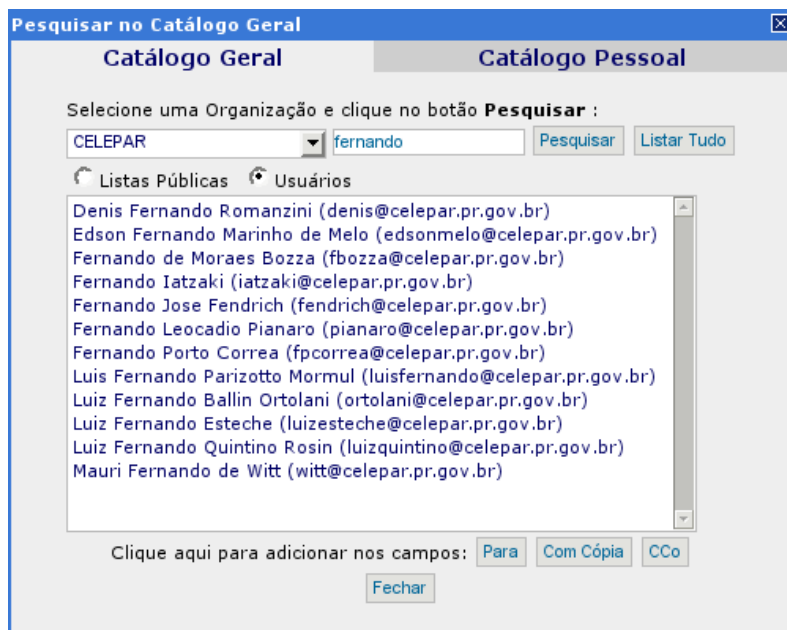 Pesquisar no Catálogo Geral
Catálogo Geral Catálogo Pessoal
Selecione uma Organização e clique no botão Pesquisar :
CELEPAR fernando Pesquisar Listar Tudo
Listas Públicas Usuários
Denis Fernando Romanzini (denis@celepar.pr.gov.br)
Edson Fernando Marinho de Melo (edsonmelo@celepar.pr.gov.br)
Fernando de Moraes Bozza (fbozza@celepar.pr.gov.br)
Fernando Iatzaki (iatzaki@celepar.pr.gov.br)
Fernando Jose Fendrich (fendrich@celepar.pr.gov.br)
Fernando Leocadio Pianaro (pianaro@celepar.pr.gov.br)
Fernando Porto Correa (fpcorrea@celepar.pr.gov.br)
Luis Fernando Parizotto Mormul (luisfernando@celepar.pr.gov.br)
Luiz Fernando Ballin Ortolani (ortolani@celepar.pr.gov.br)
Luiz Fernando Esteche (luizesteche@celepar.pr.gov.br)
Luiz Fernando Quintino Rosin (luizquintino@celepar.pr.gov.br)
Mauri Fernando de Witt (witt@celepar.pr.gov.br)
Clique aqui para adicionar nos campos: Para Com Cópia CCo
Fechar